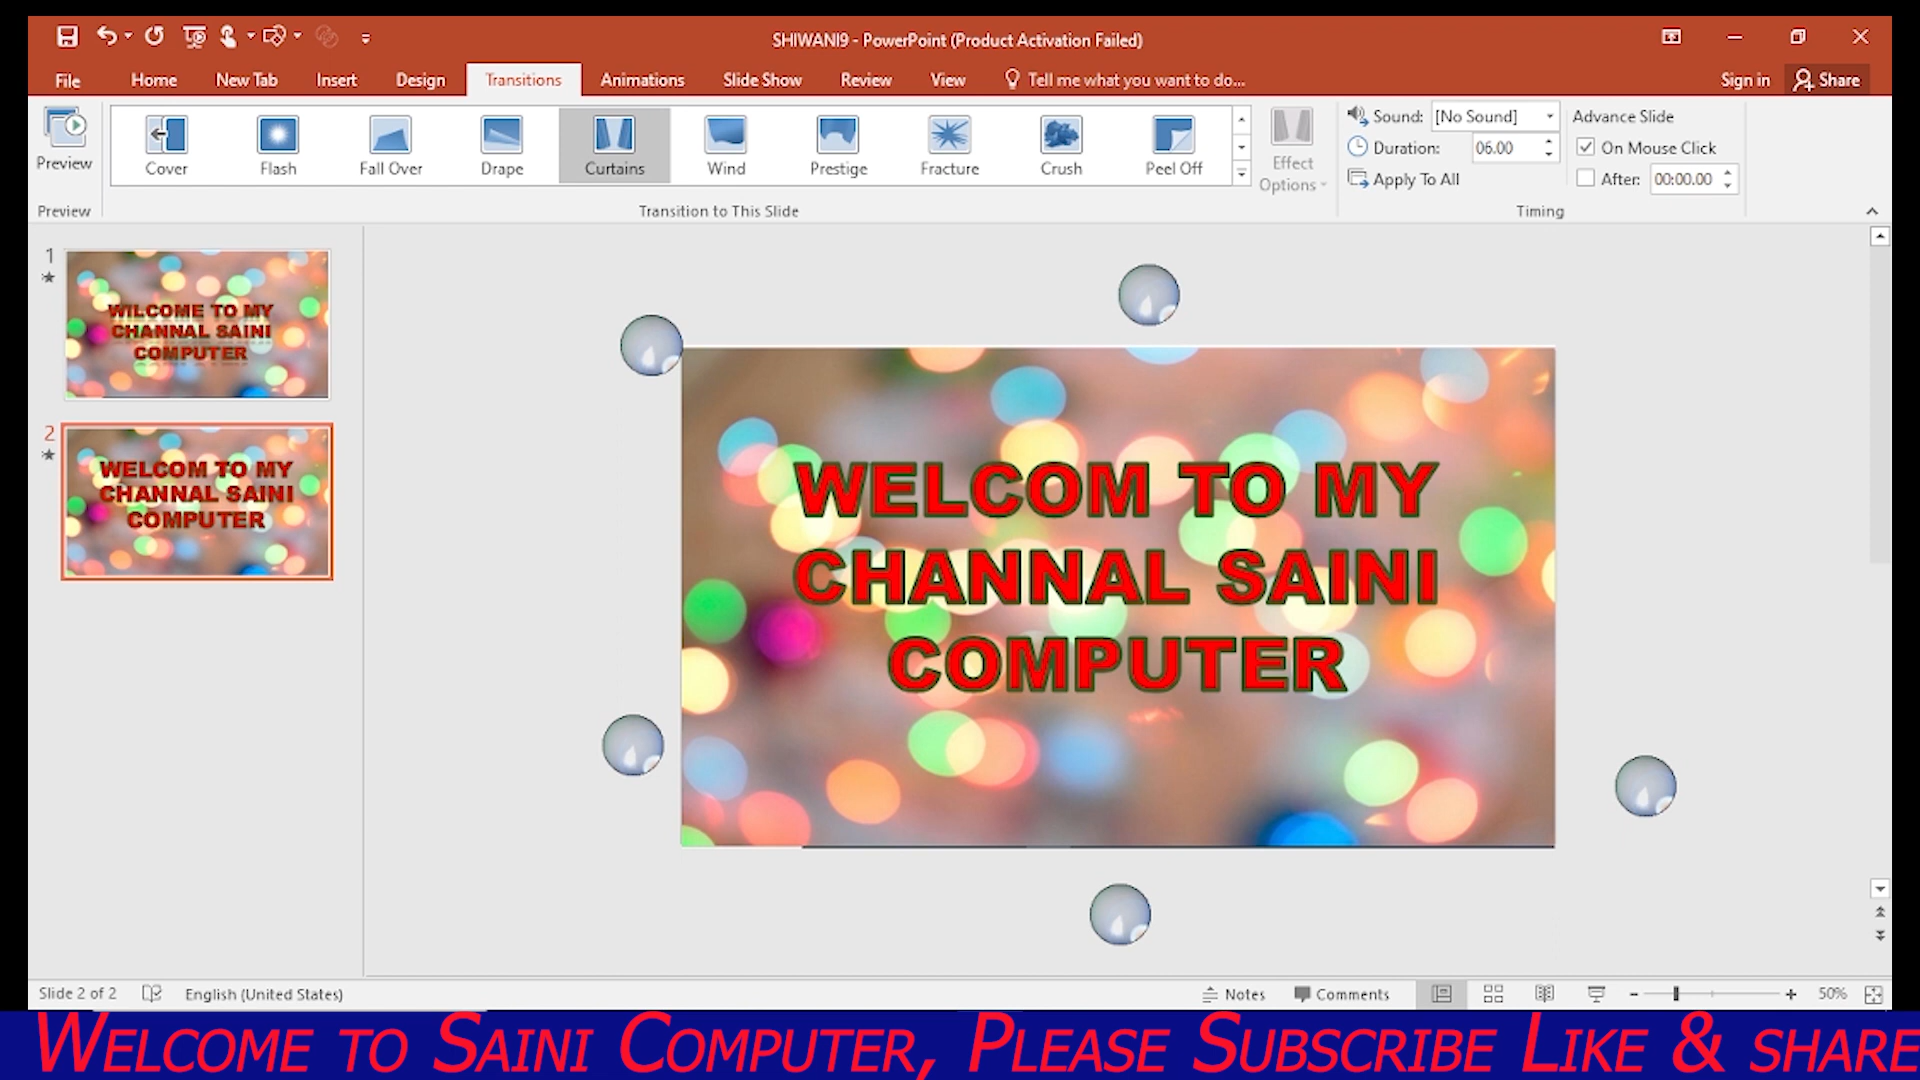 SHIWANI9 - PowerPoint (Product Activation Failed)
File Home New Tab Insert Design Transitions Animations Slide Show Review View Tell me what you want to do... Sign in Share
Preview
Cover Flash Fall Over Drape Curtains Wind Prestige Fracture Crush Peel Off
Effect Options
Sound: [No Sound]
Duration: 06.00
Apply To All
Advance Slide
On Mouse Click
After: 00:00.00
Preview Transition to This Slide Timing
1
WILCOME TO MY
CHANNAL SAINI
COMPUTER
2
WELCOM TO MY
CHANNAL SAINI
COMPUTER
WELCOM TO MY
CHANNAL SAINI
COMPUTER
Slide 2 of 2 English (United States) Notes Comments 50%
WELCOME TO SAINI COMPUTER, PLEASE SUBSCRIBE LIKE & SHARE